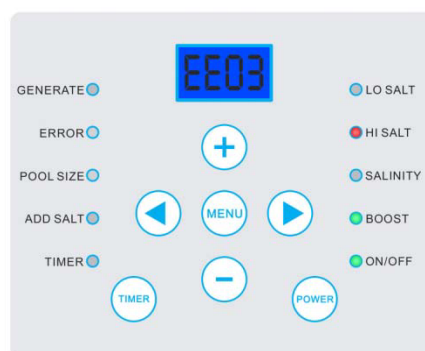 EE03
GENERATE
LO SALT
ERROR
HI SALT
POOL SIZE
SALINITY
MENU
ADD SALT
BOOST
TIMER
ON/OFF
TIMER
POWER